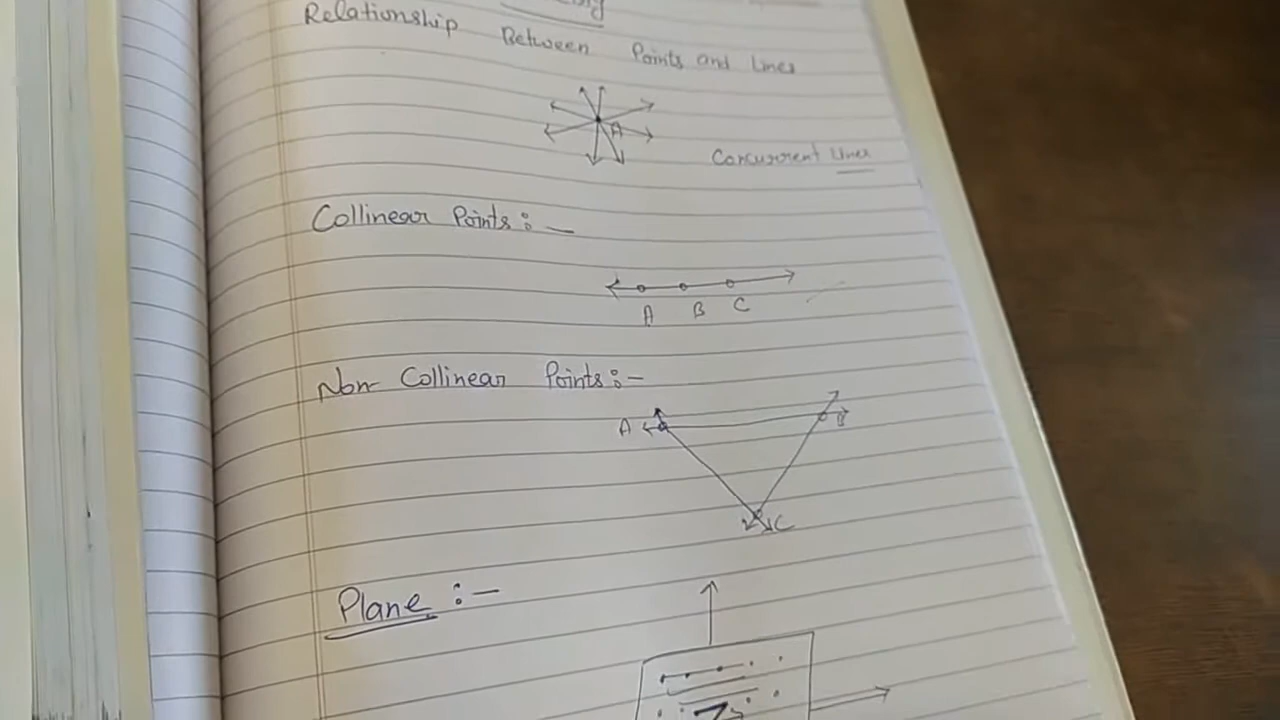 Relationship Between Points and Lines
A
Concurrent Lines
Collinear Points:-
A B C
Non Collinear Points:-
A
C
Plane :-